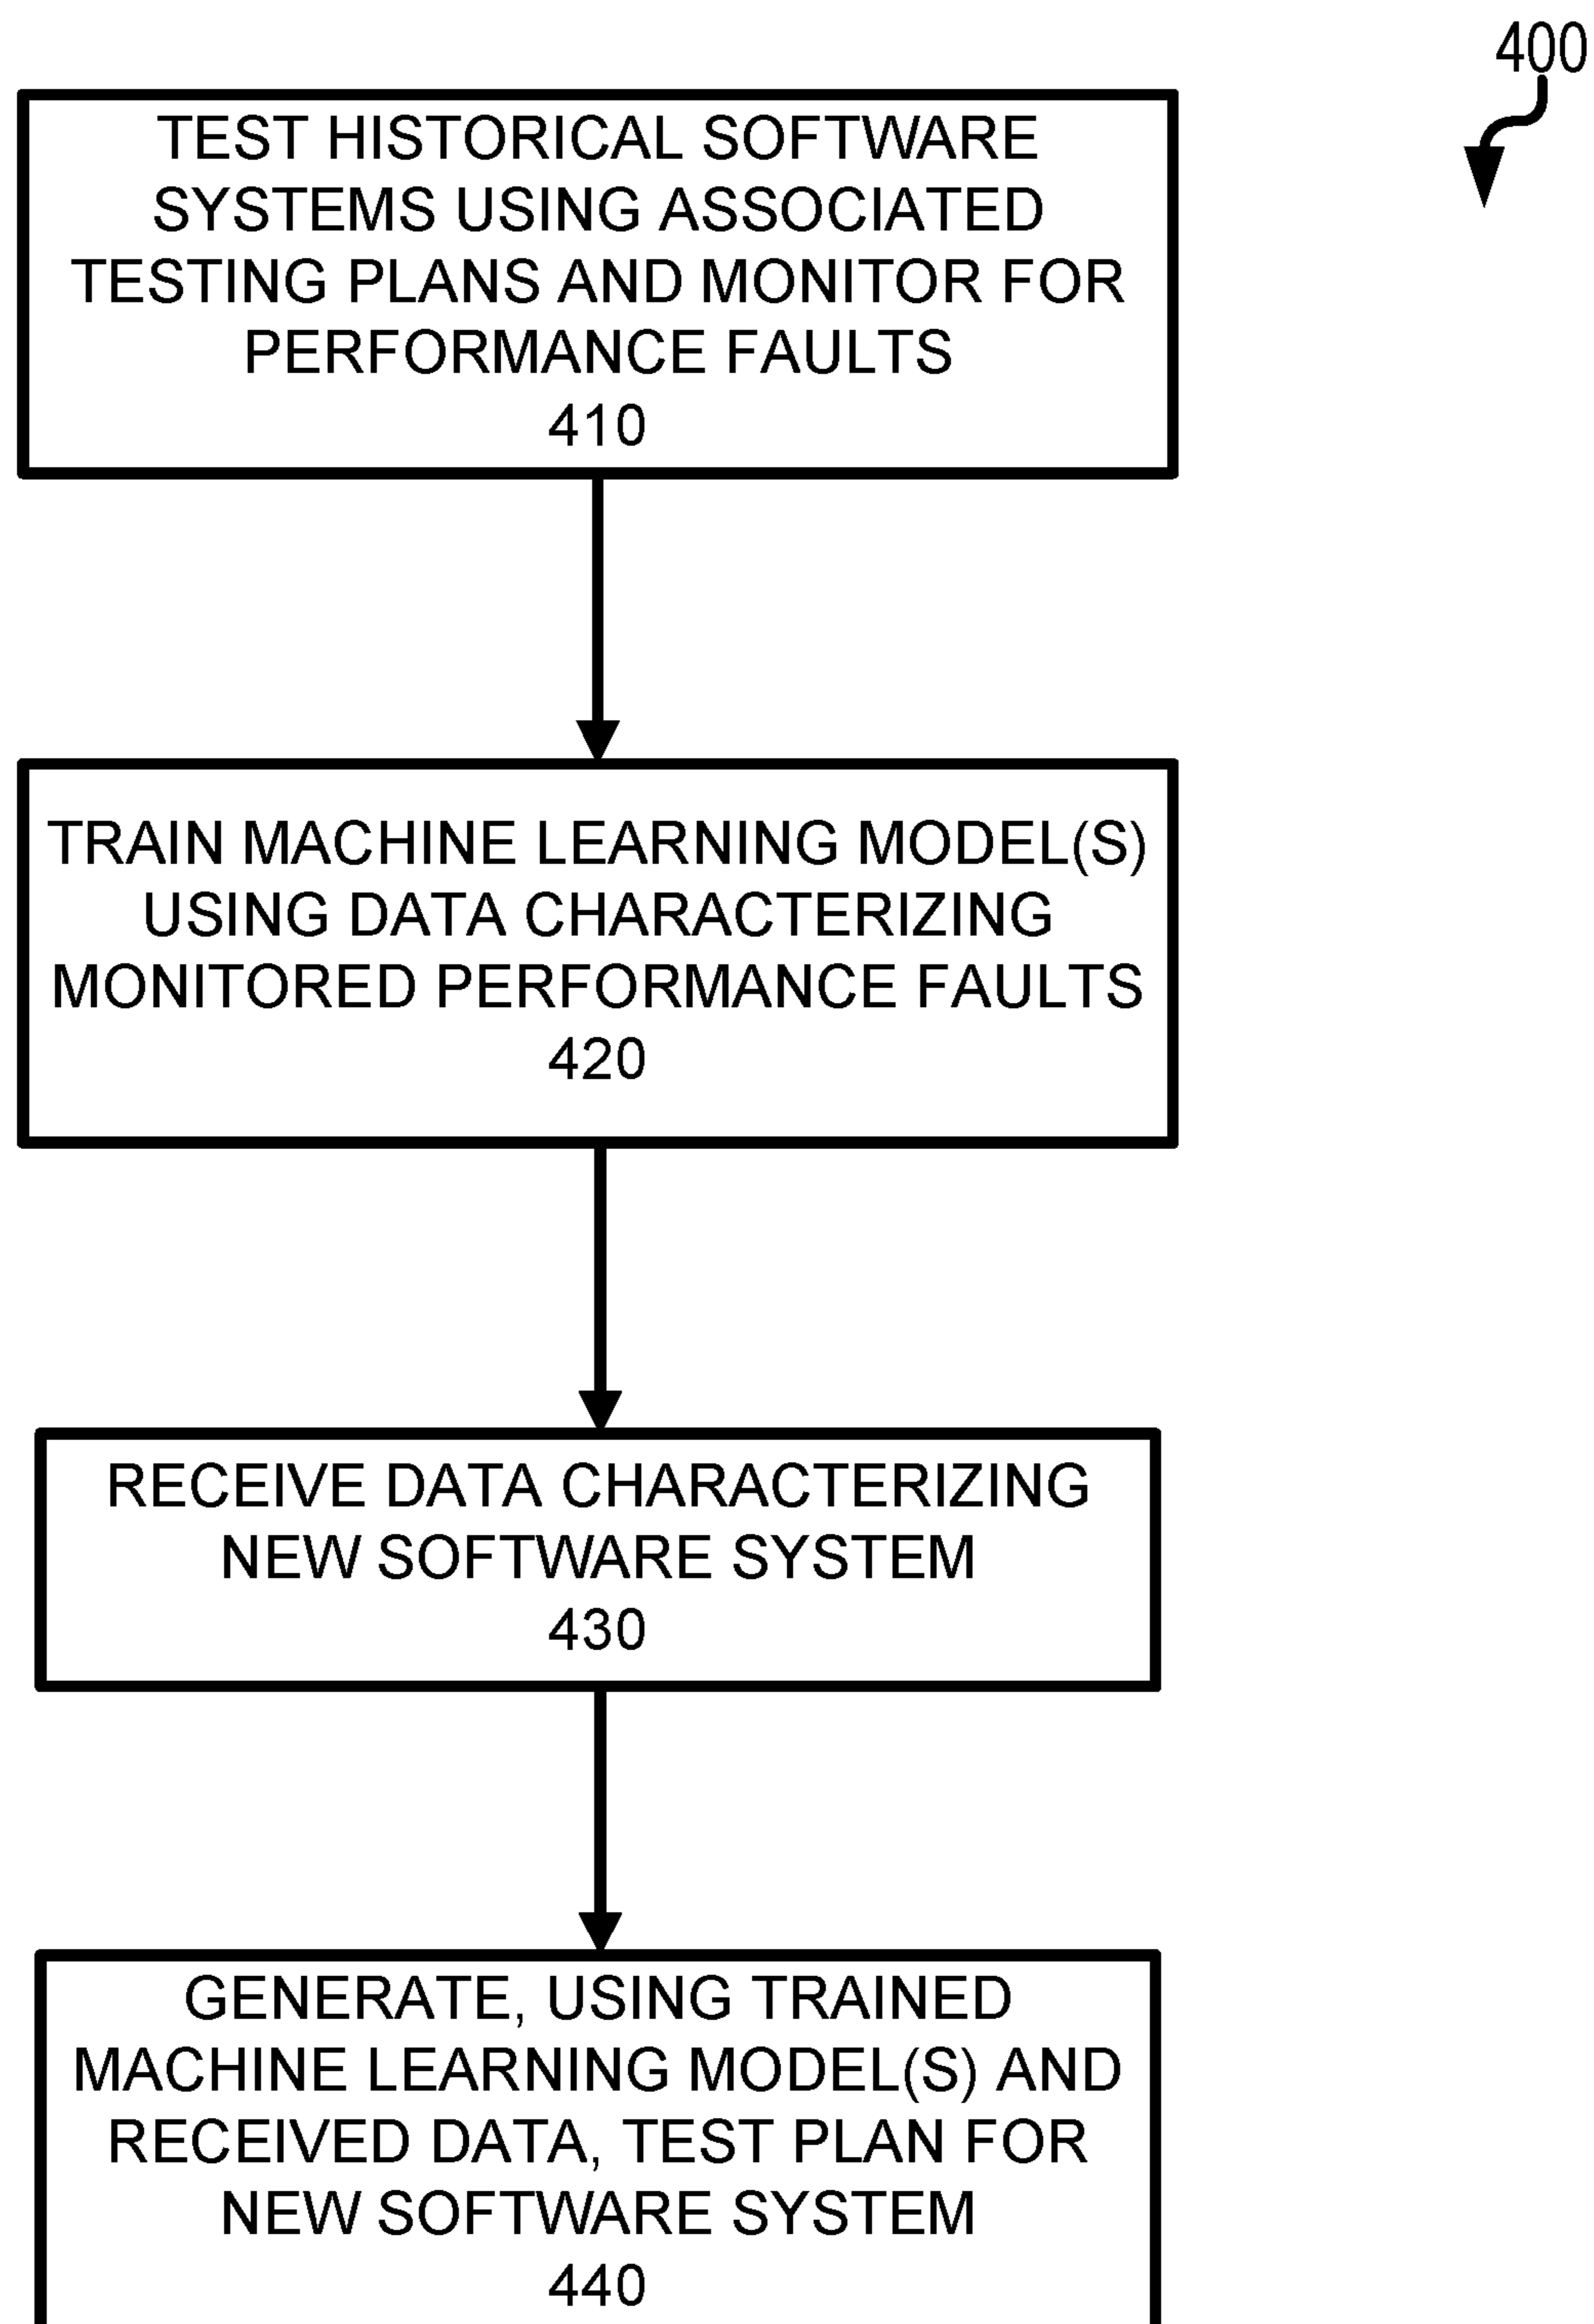 400
TEST HISTORICAL SOFTWARE
SYSTEMS USING ASSOCIATED
TESTING PLANS AND MONITOR FOR
PERFORMANCE FAULTS
410
TRAIN MACHINE LEARNING MODEL(S)
USING DATA CHARACTERIZING
MONITORED PERFORMANCE FAULTS
420
RECEIVE DATA CHARACTERIZING
NEW SOFTWARE SYSTEM
430
GENERATE, USING TRAINED
MACHINE LEARNING MODEL(S) AND
RECEIVED DATA, TEST PLAN FOR
NEW SOFTWARE SYSTEM
440